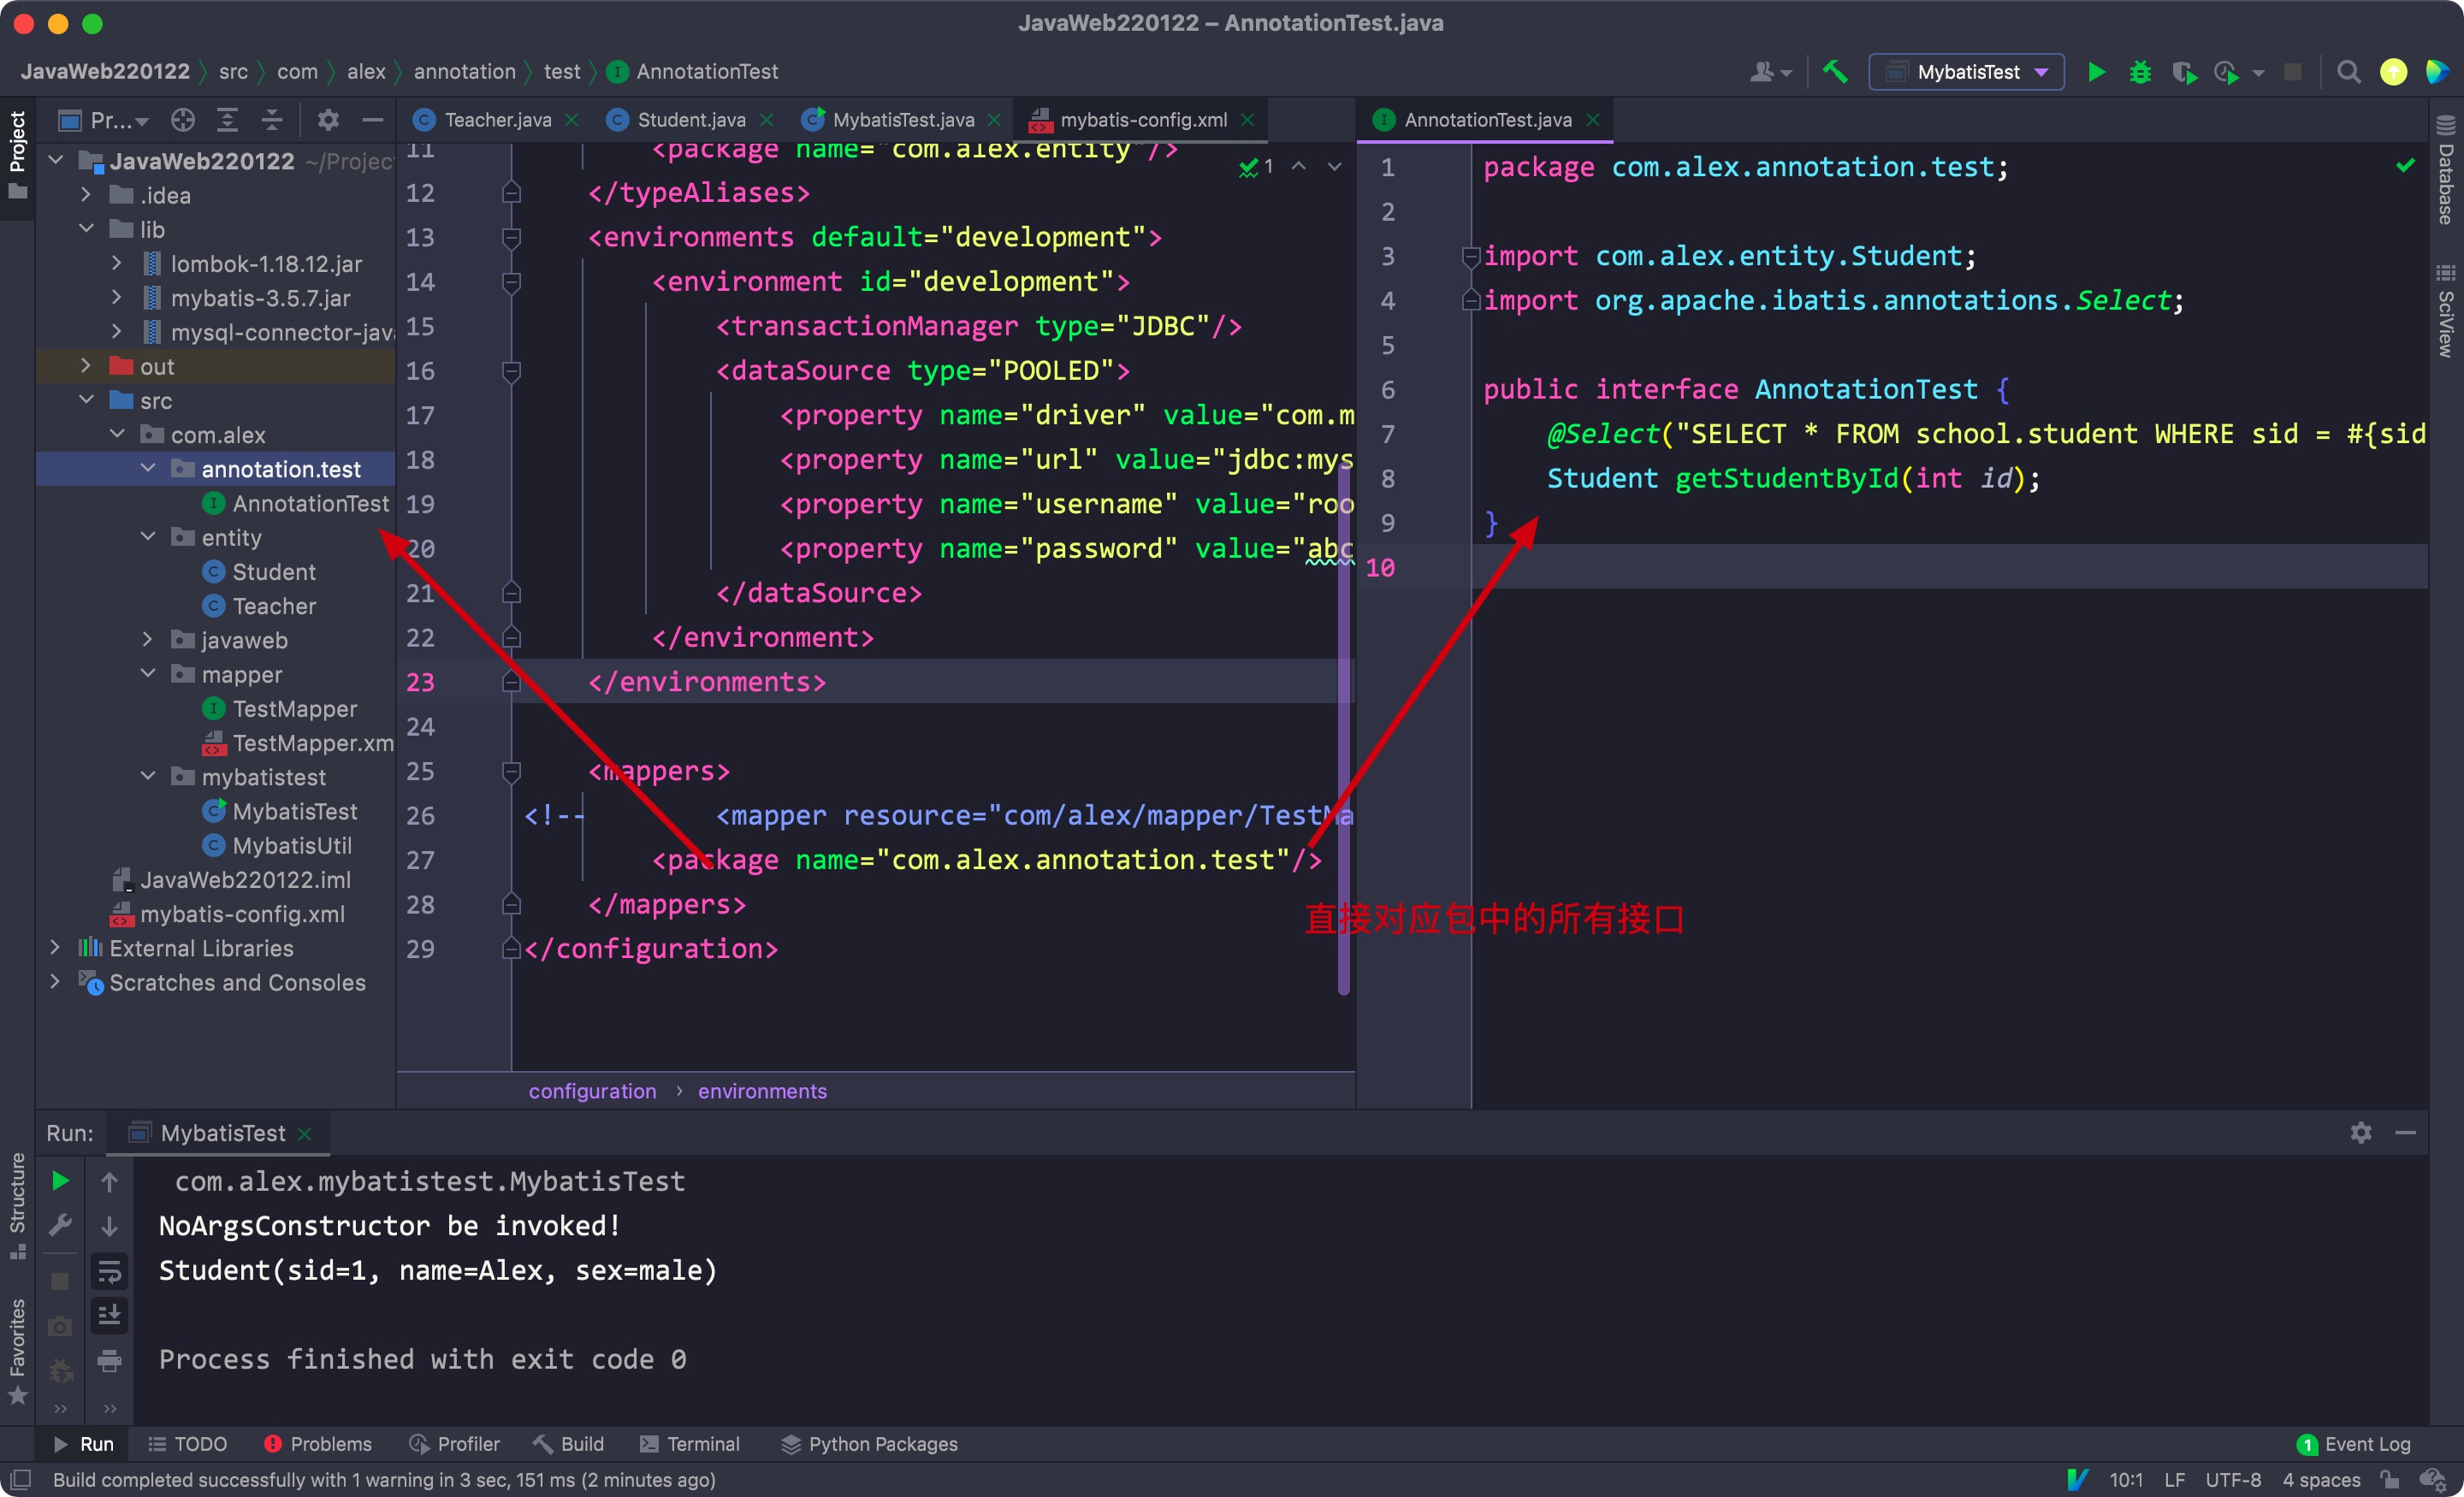 JavaWeb220122 – AnnotationTest.java
JavaWeb220122 src com alex annotation test AnnotationTest
MybatisTest
Project
Pr...
Teacher.java
Student.java
MybatisTest.java
mybatis-config.xml
AnnotationTest.java
JavaWeb220122 ~/Projec
.idea
lib
lombok-1.18.12.jar
mybatis-3.5.7.jar
mysql-connector-java
out
src
com.alex
annotation.test
AnnotationTest
entity
Student
Teacher
javaweb
mapper
TestMapper
TestMapper.xm
mybatistest
MybatisTest
MybatisUtil
JavaWeb220122.iml
mybatis-config.xml
External Libraries
Scratches and Consoles
1
11 <package name="com.alex.entity"/>
12 </typeAliases>
13 <environments default="development">
14 <environment id="development">
15 <transactionManager type="JDBC"/>
16 <dataSource type="POOLED">
17 <property name="driver" value="com.m
18 <property name="url" value="jdbc:mys
19 <property name="username" value="roo
20 <property name="password" value="abc
21 </dataSource>
22 </environment>
23 </environments>
24
25 <mappers>
26 <!-- <mapper resource="com/alex/mapper/TestMa
27 <package name="com.alex.annotation.test"/>
28 </mappers>
29 </configuration>
configuration › environments
1 package com.alex.annotation.test;
2
3 import com.alex.entity.Student;
4 import org.apache.ibatis.annotations.Select;
5
6 public interface AnnotationTest {
7 @Select("SELECT * FROM school.student WHERE sid = #{sid
8 Student getStudentById(int id);
9 }
10
直接对应包中的所有接口
Database
SciView
Run:
MybatisTest
com.alex.mybatistest.MybatisTest
NoArgsConstructor be invoked!
Student(sid=1, name=Alex, sex=male)
Process finished with exit code 0
Structure
Favorites
Run
TODO
Problems
Profiler
Build
Terminal
Python Packages
1 Event Log
Build completed successfully with 1 warning in 3 sec, 151 ms (2 minutes ago)
10:1 LF UTF-8 4 spaces